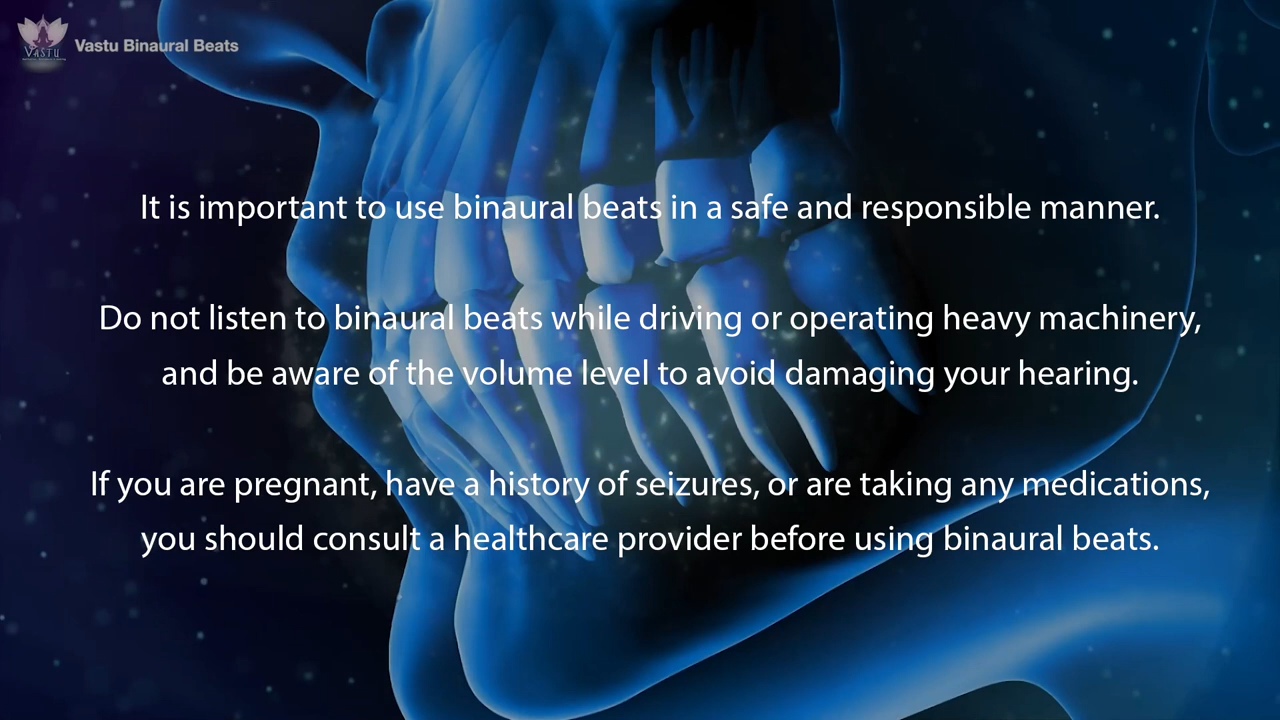 VASTU
Vastu Binaural Beats
It is important to use binaural beats in a safe and responsible manner.
Do not listen to binaural beats while driving or operating heavy machinery,
and be aware of the volume level to avoid damaging your hearing.
If you are pregnant, have a history of seizures, or are taking any medications,
you should consult a healthcare provider before using binaural beats.